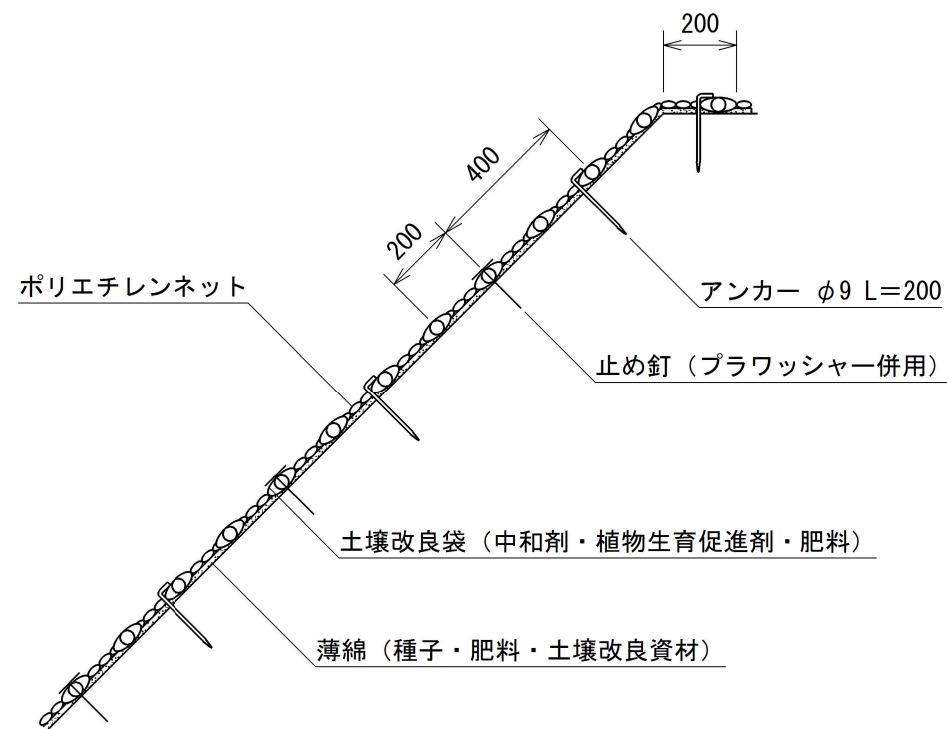 200
400
200
ポリエチレンネット
アンカー φ9 L=200
止め釘（プラワッシャー併用）
土壌改良袋（中和剤・植物生育促進剤・肥料）
薄綿（種子・肥料・土壌改良資材）